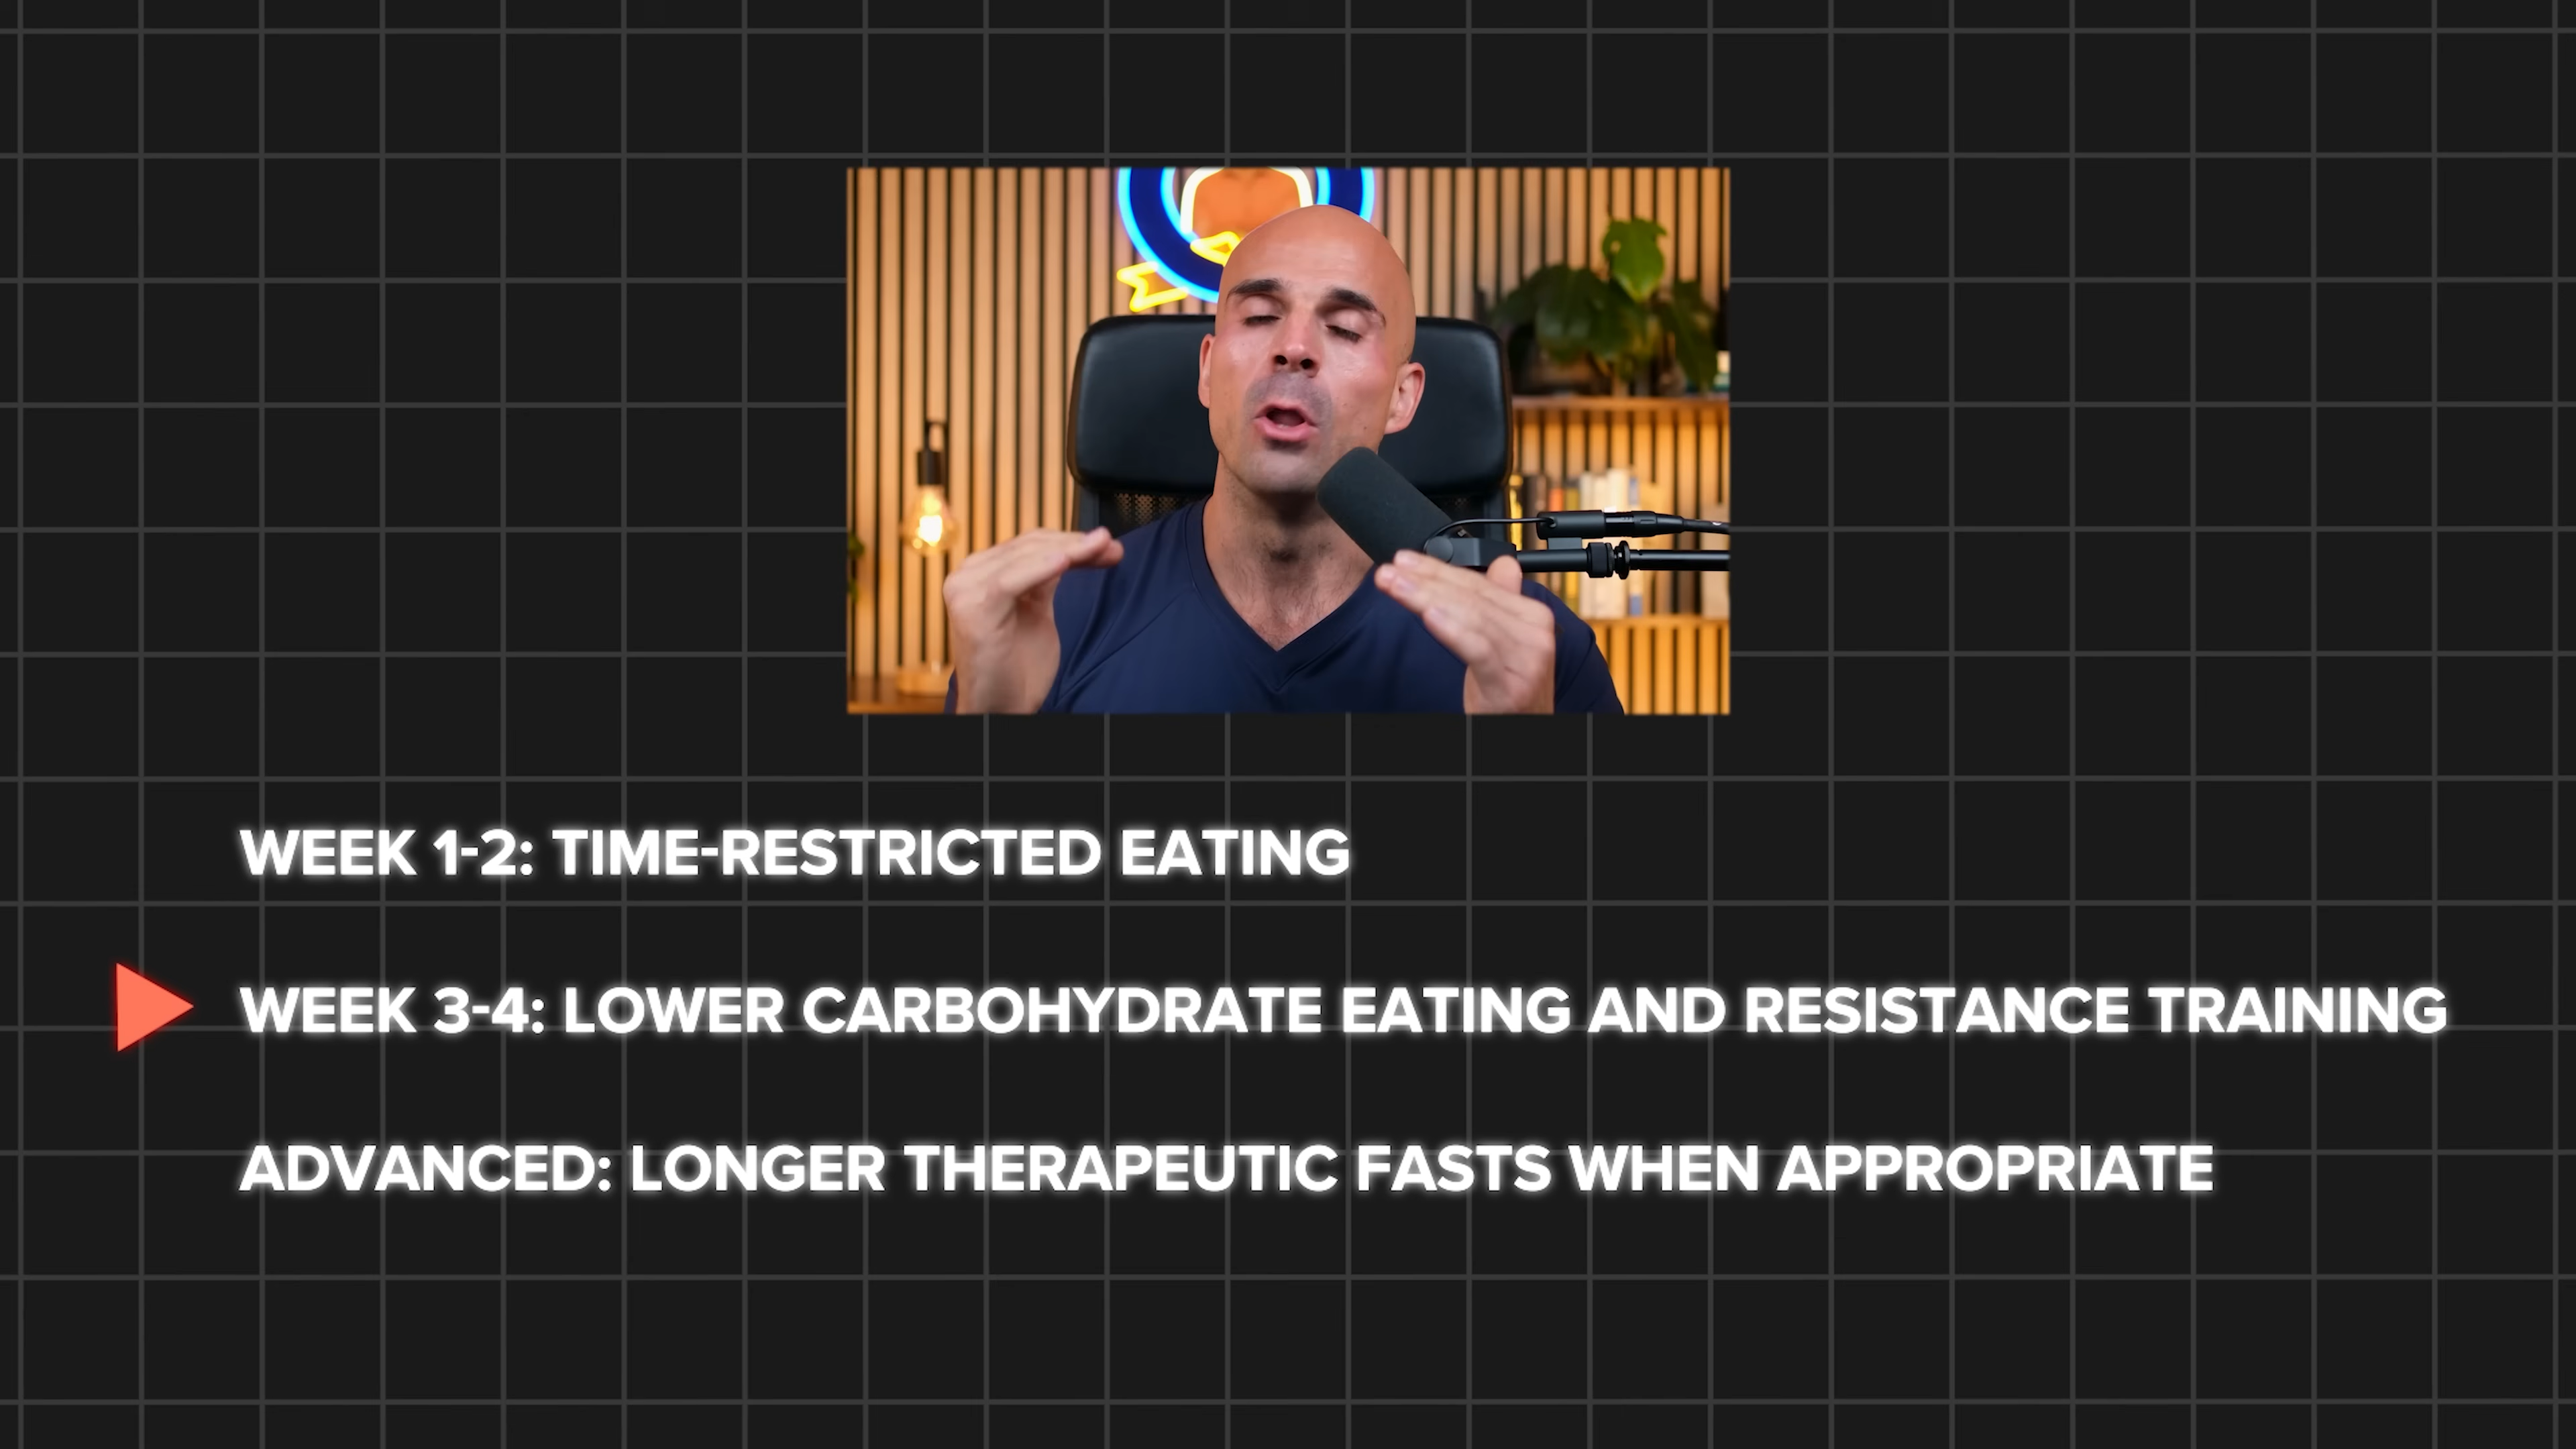 WEEK 1-2: TIME-RESTRICTED EATING
WEEK 3-4: LOWER CARBOHYDRATE EATING AND RESISTANCE TRAINING
ADVANCED: LONGER THERAPEUTIC FASTS WHEN APPROPRIATE